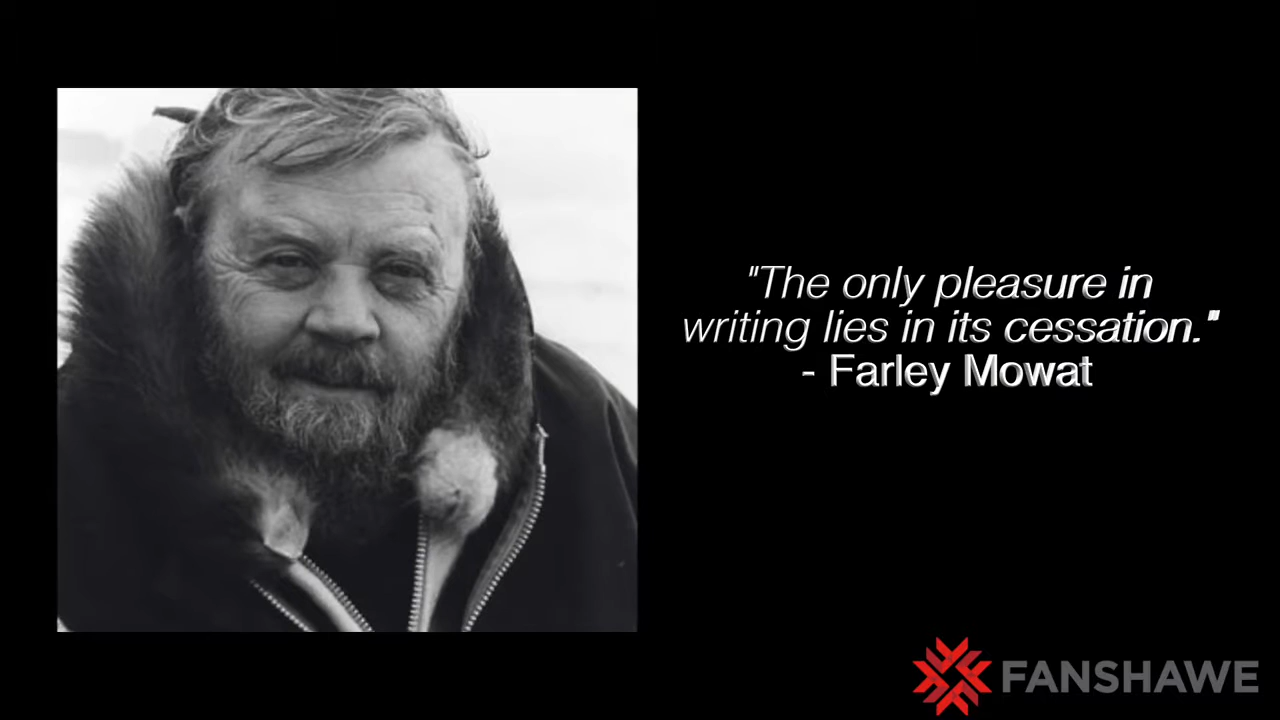 "The only pleasure in
writing lies in its cessation."
- Farley Mowat
FANSHAWE